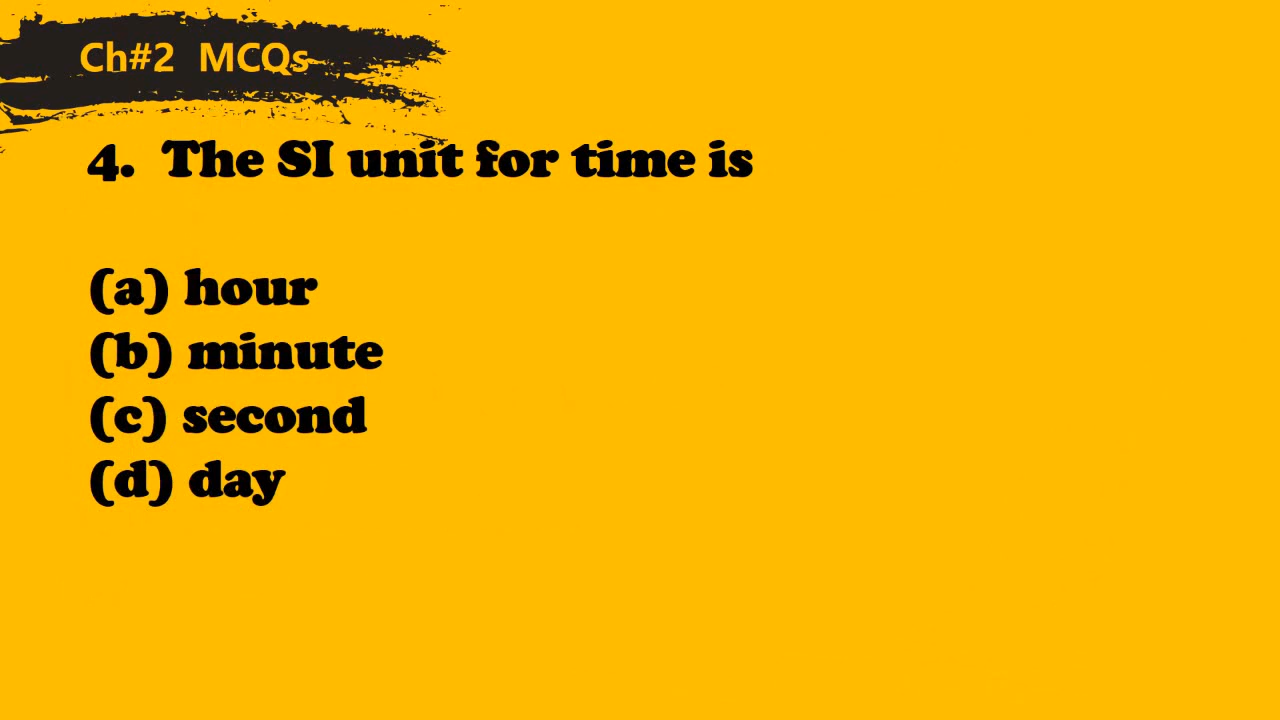 Ch#2 MCQs
4. The SI unit for time is
(a) hour
(b) minute
(c) second
(d) day